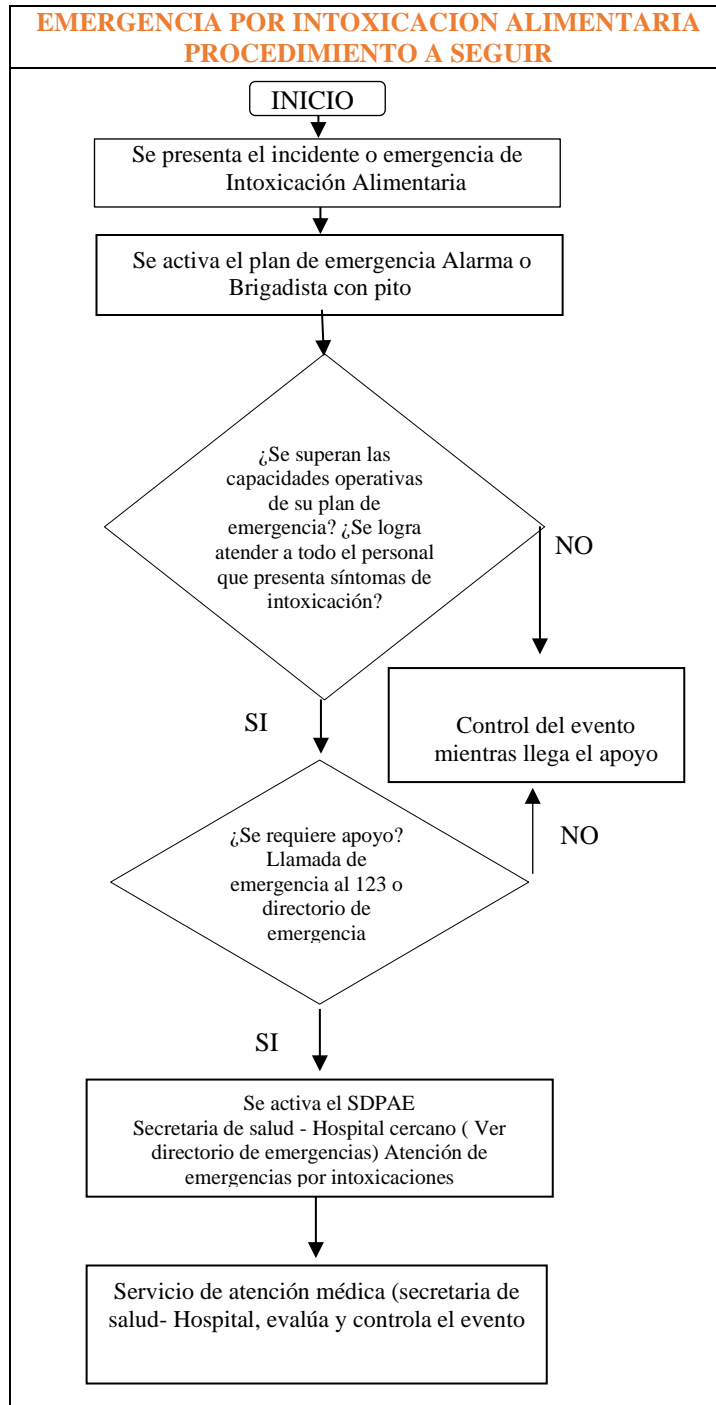 EMERGENCIA POR INTOXICACION ALIMENTARIA
PROCEDIMIENTO A SEGUIR
INICIO
Se presenta el incidente o emergencia de
Intoxicación Alimentaria
Se activa el plan de emergencia Alarma o
Brigadista con pito
¿Se superan las
capacidades operativas
de su plan de
emergencia? ¿Se logra
atender a todo el personal
que presenta síntomas de
intoxicación?
NO
SI
Control del evento
mientras llega el apoyo
¿Se requiere apoyo?
Llamada de
emergencia al 123 o
directorio de
emergencia
NO
SI
Se activa el SDPAE
Secretaria de salud - Hospital cercano ( Ver
directorio de emergencias) Atención de
emergencias por intoxicaciones
Servicio de atención médica (secretaria de
salud- Hospital, evalúa y controla el evento